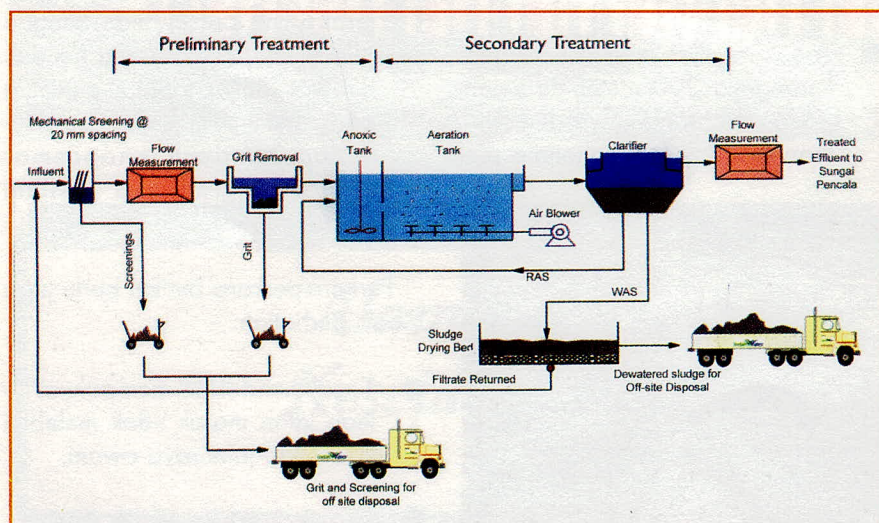 Preliminary Treatment
Secondary Treatment
Mechanical Sreening @
20 mm spacing
Influent
Flow
Measurement
Grit Removal
Anoxic
Tank
Aeration
Tank
Clarifier
Flow
Measurement
Treated
Effluent to
Sungai
Pencala
Air Blower
Screenings
Grit
RAS
WAS
Sludge
Drying Bed
Filtrate Returned
Dewatered sludge for
Off-site Disposal
Grit and Screening for
off site disposal